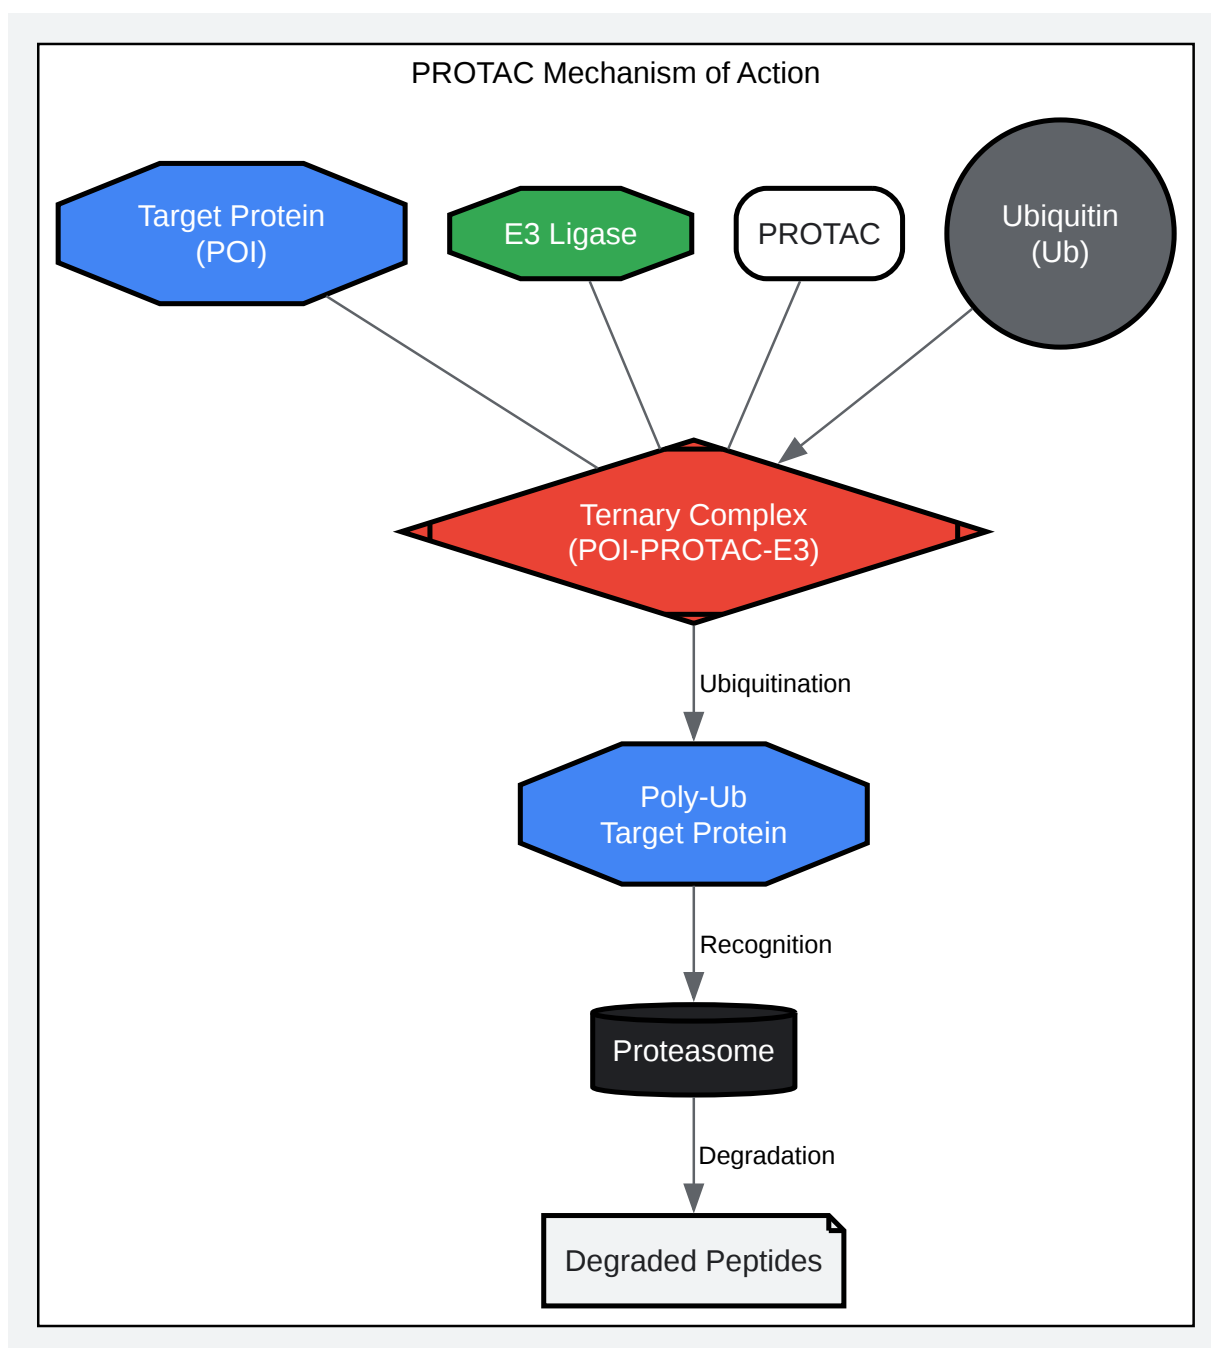 PROTAC Mechanism of Action
Target Protein
(POI)
E3 Ligase
PROTAC
Ubiquitin
(Ub)
Ternary Complex
(POI-PROTAC-E3)
Ubiquitination
Poly-Ub
Target Protein
Recognition
Proteasome
Degradation
Degraded Peptides